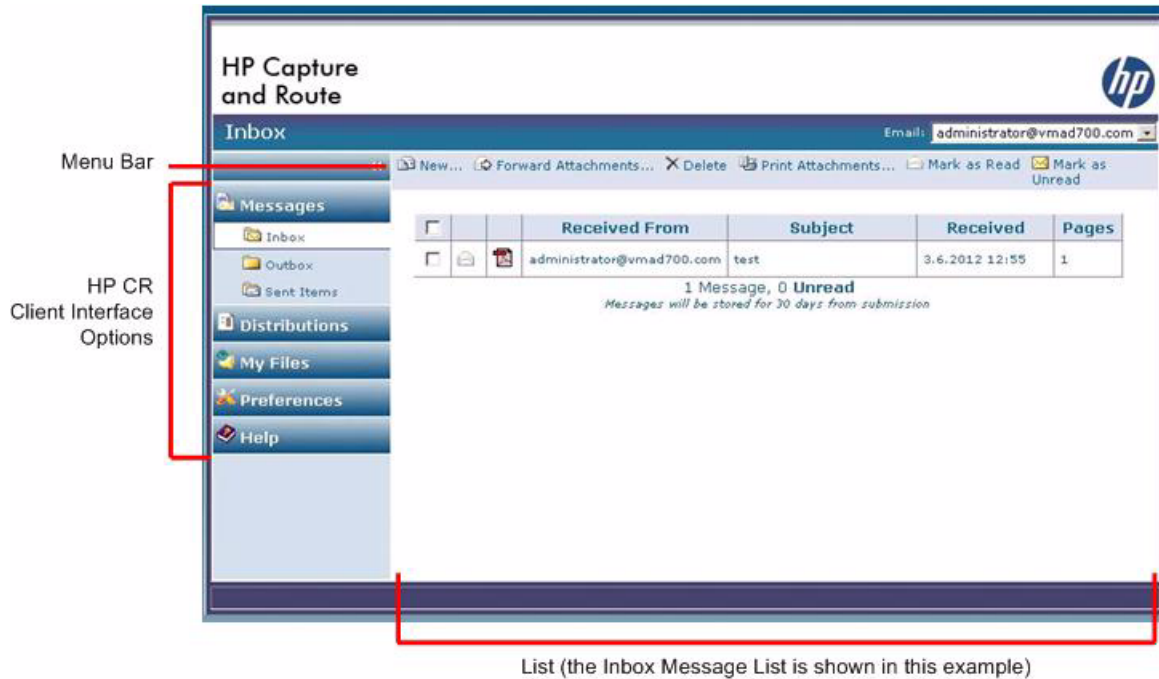 HP Capture
and Route
hp
Inbox
Email: administrator@vmad700.com
Menu Bar
New... Forward Attachments... Delete Print Attachments... Mark as Read Mark as
Unread
HP CR
Client Interface
Options
Messages
Inbox
Outbox
Sent Items
Distributions
My Files
Preferences
Help
Received From Subject Received Pages
administrator@vmad700.com test 3.6.2012 12:55 1
1 Message, 0 Unread
Messages will be stored for 30 days from submission
List (the Inbox Message List is shown in this example)